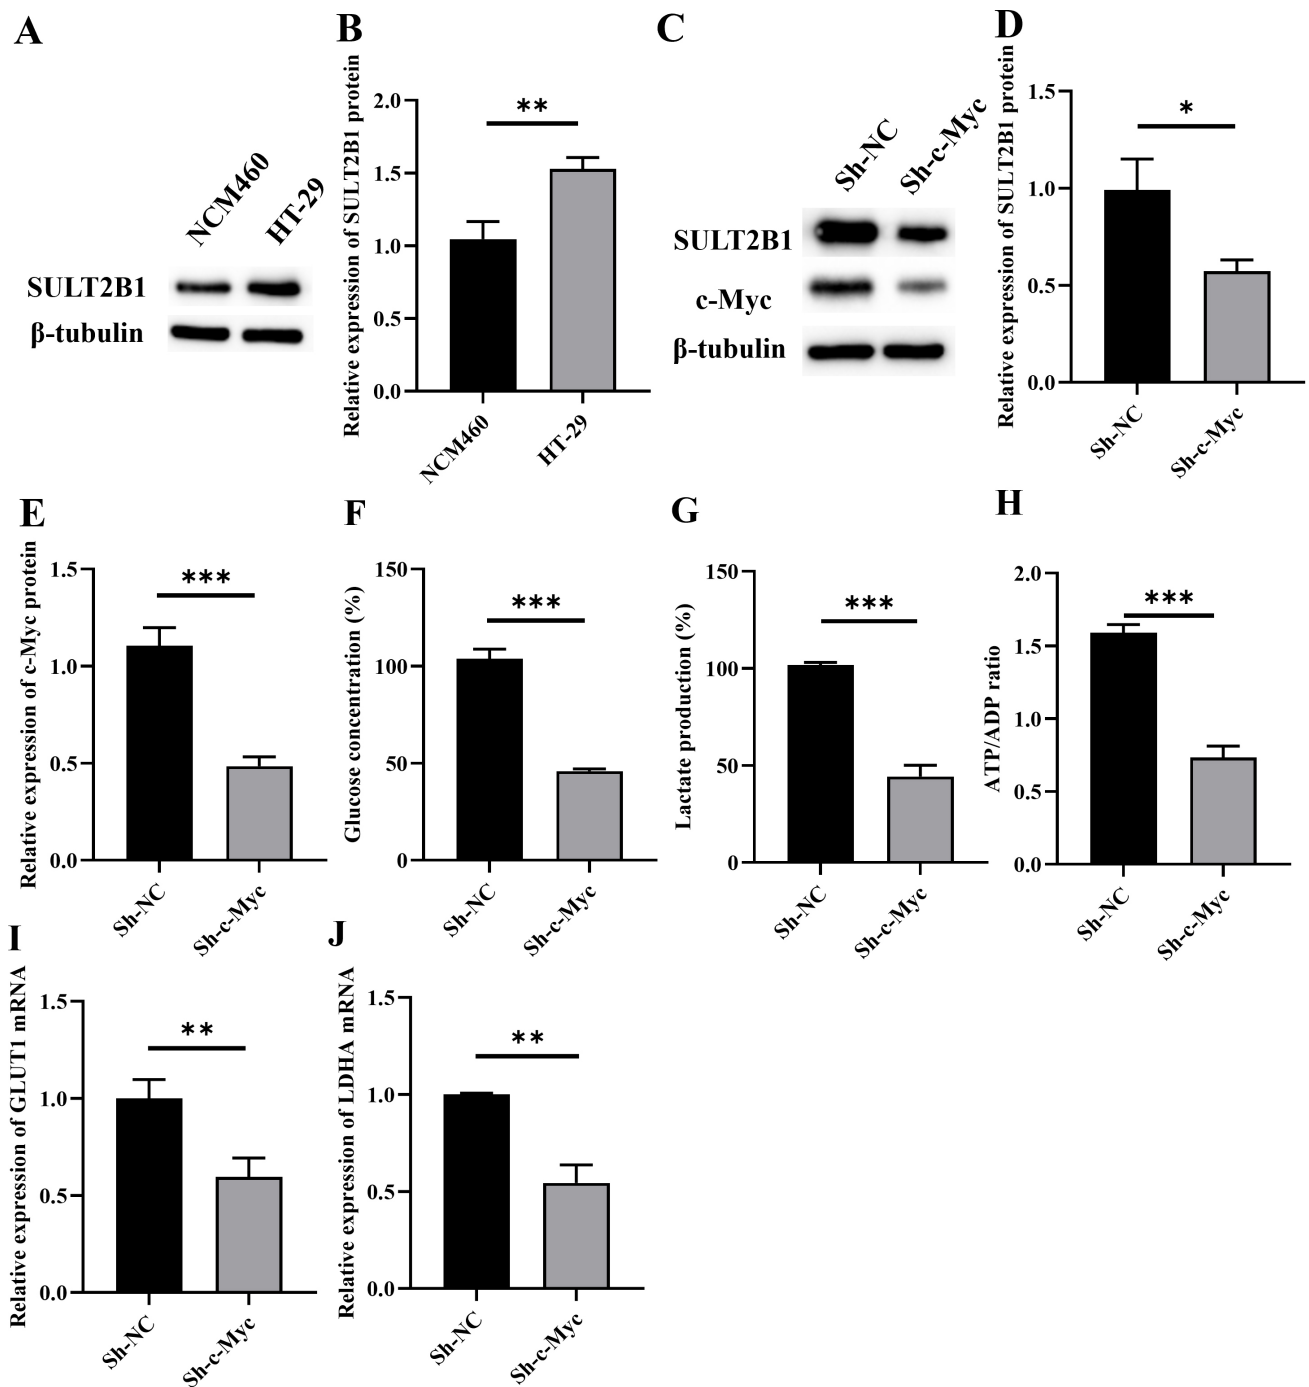 A
NCM460
HT-29
SULT2B1
β-tubulin
B
Relative expression of SULT2B1 protein
2.0
1.5
1.0
0.5
0.0
**
NCM460
HT-29
C
Sh-NC
Sh-c-Myc
SULT2B1
c-Myc
β-tubulin
D
Relative expression of SULT2B1 protein
1.5
1.0
0.5
0.0
*
Sh-NC
Sh-c-Myc
E
Relative expression of c-Myc protein
1.5
1.0
0.5
0.0
***
Sh-NC
Sh-c-Myc
F
Glucose concentration (%)
150
100
50
0
***
Sh-NC
Sh-c-Myc
G
Lactate production (%)
150
100
50
0
***
Sh-NC
Sh-c-Myc
H
ATP/ADP ratio
2.0
1.5
1.0
0.5
0.0
***
Sh-NC
Sh-c-Myc
I
Relative expression of GLUT1 mRNA
1.5
1.0
0.5
0.0
**
Sh-NC
Sh-c-Myc
J
Relative expression of LDHA mRNA
1.5
1.0
0.5
0.0
**
Sh-NC
Sh-c-Myc